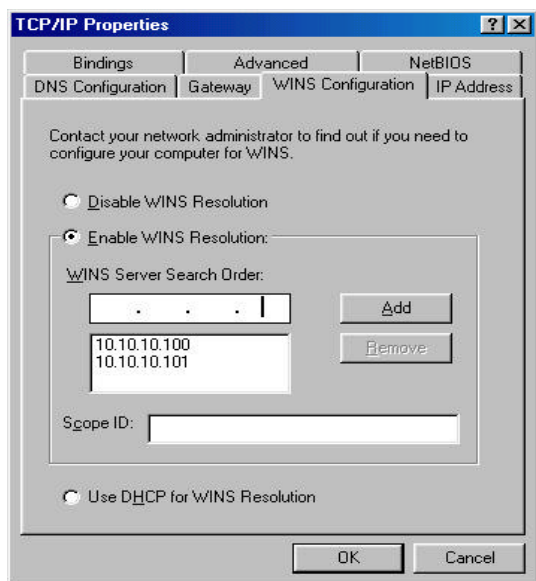 TCP/IP Properties
? ×
Bindings Advanced NetBIOS
DNS Configuration Gateway WINS Configuration IP Address
Contact your network administrator to find out if you need to
configure your computer for WINS.
Disable WINS Resolution
Enable WINS Resolution:
WINS Server Search Order:
. . .
Add
10.10.10.100
10.10.10.101
Remove
Scope ID:
Use DHCP for WINS Resolution
OK Cancel